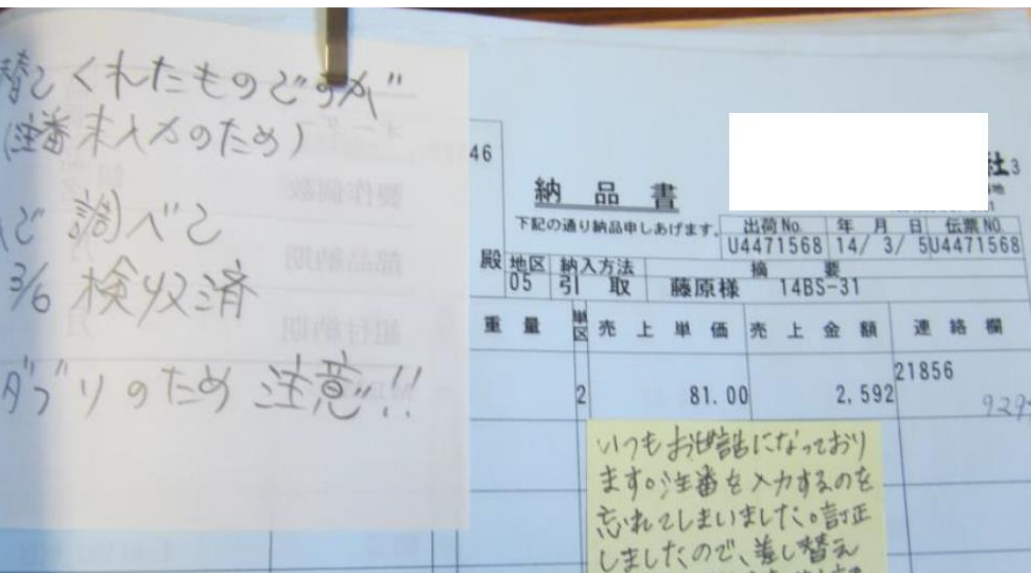 替てくれたものですが
(注番未入力のため)
で調べて
3/6 検収済
ダブリのため 注意!!
46
納品書
下記の通り納品申しあげます。
社 3
出荷No. 年 月 日 伝票NO.
U4471568 14/ 3/ 5 U4471568
殿 地区 納入方法 摘 要
05 引 取 藤原様 14BS-31
重 量 単区 売 上 単 価 売 上 金 額 連 絡 欄
21856
2 81.00 2,592
いつもお世話になっており
ます。注番を入力するのを
忘れてしまいました。訂正
しましたので、差し替え